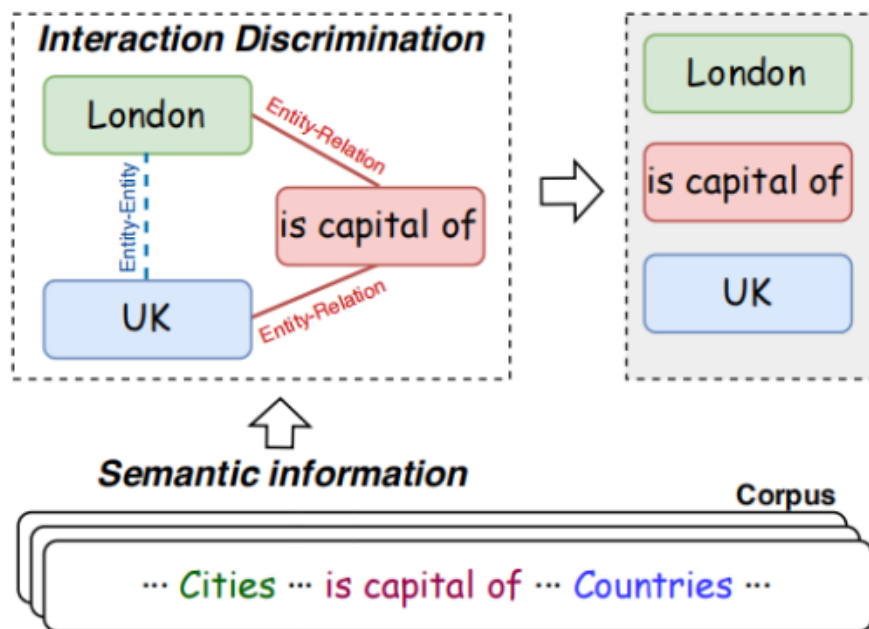 Interaction Discrimination
London
Entity-Relation
Entity-Entity
is capital of
UK
Entity-Relation
London
is capital of
UK
Semantic information
Corpus
··· Cities ··· is capital of ··· Countries ···